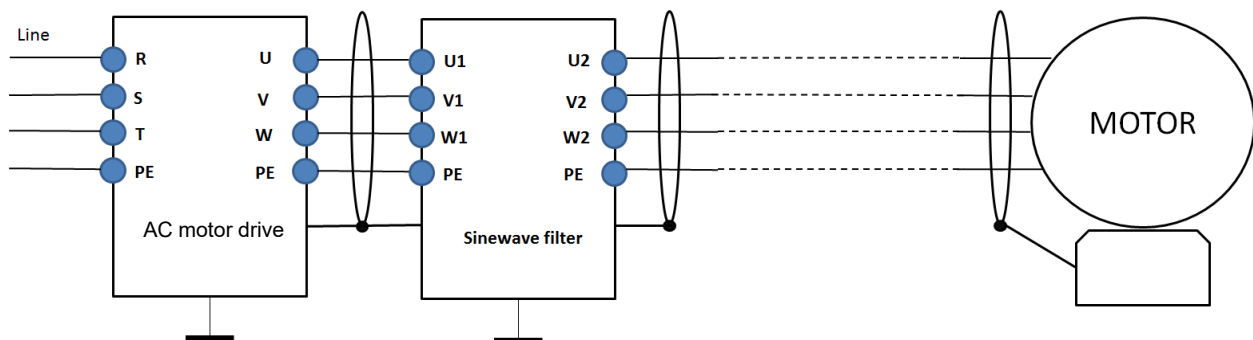 Line
R U
S V
T W
PE PE
AC motor drive
U1 U2
V1 V2
W1 W2
PE PE
Sinewave filter
MOTOR